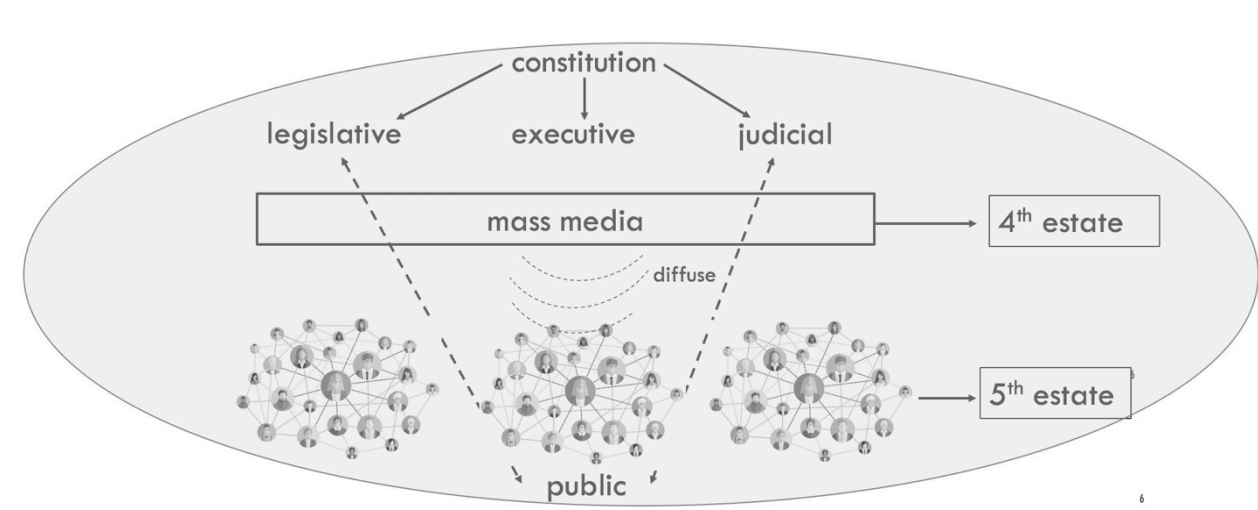 constitution
legislative executive judicial
mass media
4th estate
diffuse
5th estate
public
6